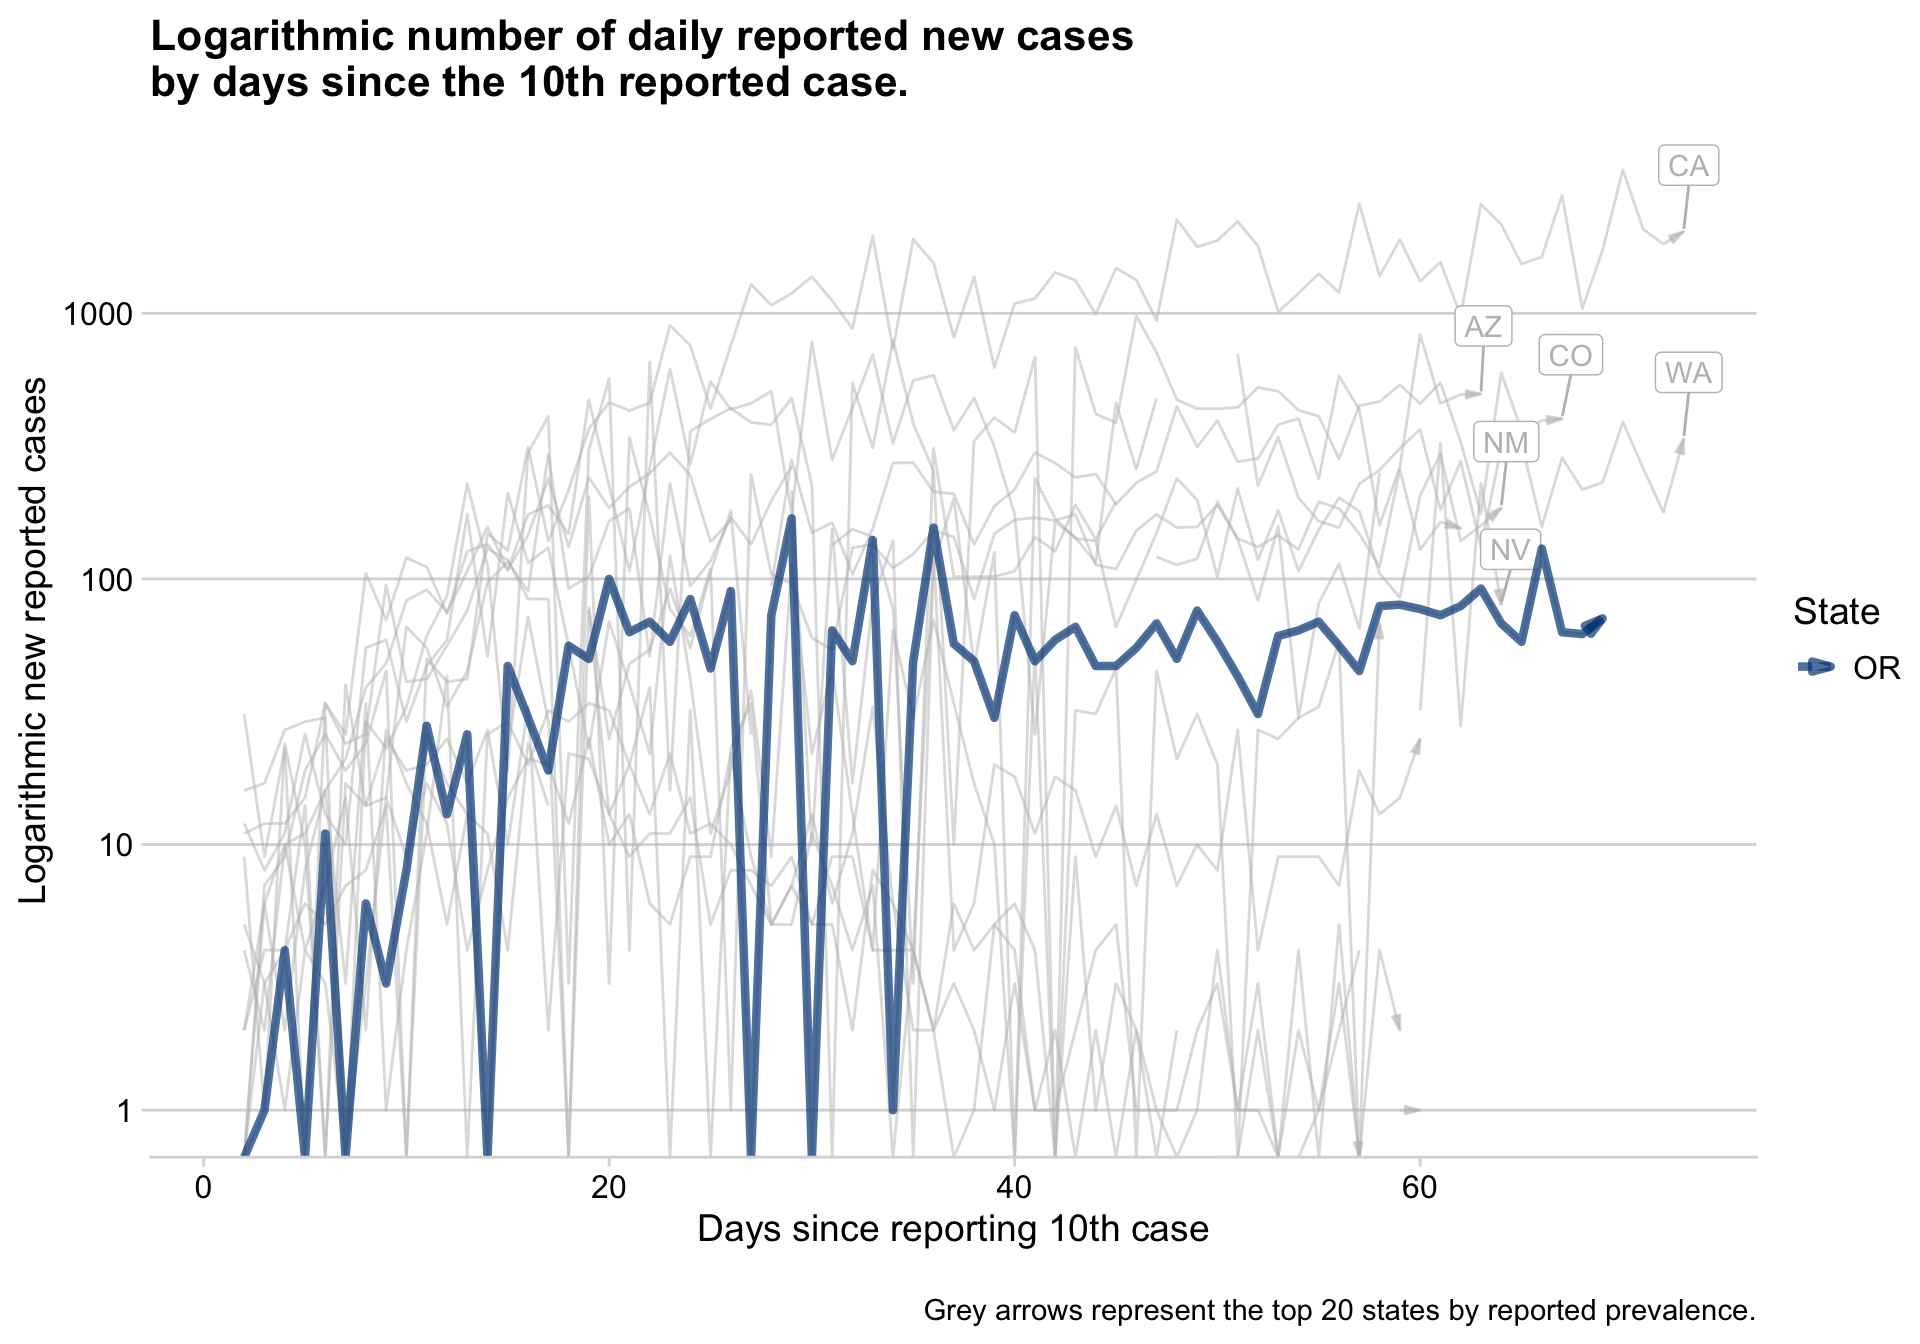 Logarithmic number of daily reported new cases
by days since the 10th reported case.
CA
1000
AZ
CO
WA
NM
NV
100
10
1
Logarithmic new reported cases
State
OR
0
20
40
60
Days since reporting 10th case
Grey arrows represent the top 20 states by reported prevalence.